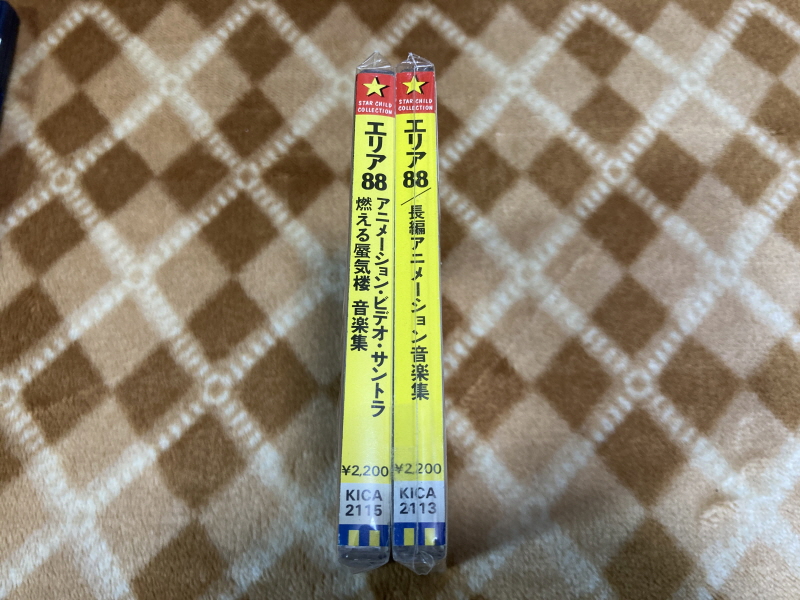 STAR CHILD
COLLECTION
エリア88
アニメーション・ビデオ・サントラ
燃える蜃気楼 音楽集
¥2,200
KICA
2115
STAR CHILD
COLLECTION
エリア88/長編アニメーション音楽集
¥2,200
KICA
2113